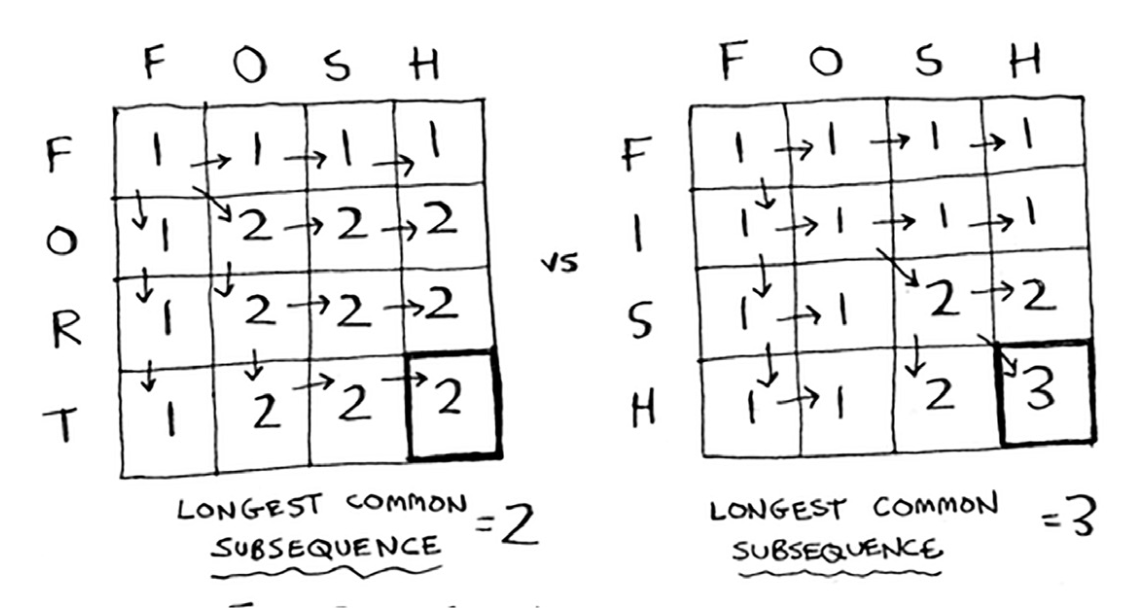 F O S H
F 1 1 1 1
O 1 2 2 2
R 1 2 2 2
T 1 2 2 2
LONGEST COMMON
SUBSEQUENCE = 2
vs
F O S H
F 1 1 1 1
I 1 1 1 1
S 1 1 2 2
H 1 1 2 3
LONGEST COMMON
SUBSEQUENCE = 3